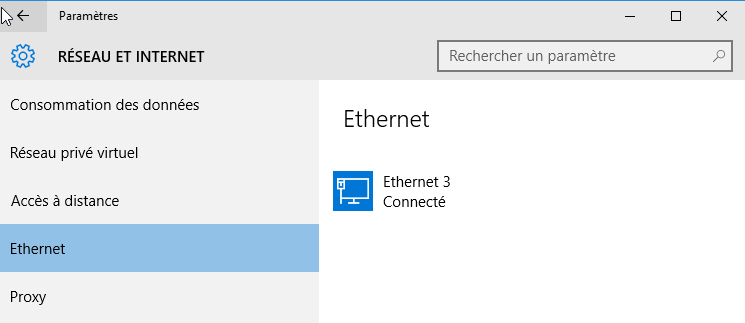 Paramètres
RÉSEAU ET INTERNET
Rechercher un paramètre
Consommation des données
Réseau privé virtuel
Accès à distance
Ethernet
Proxy
Ethernet
Ethernet 3
Connecté